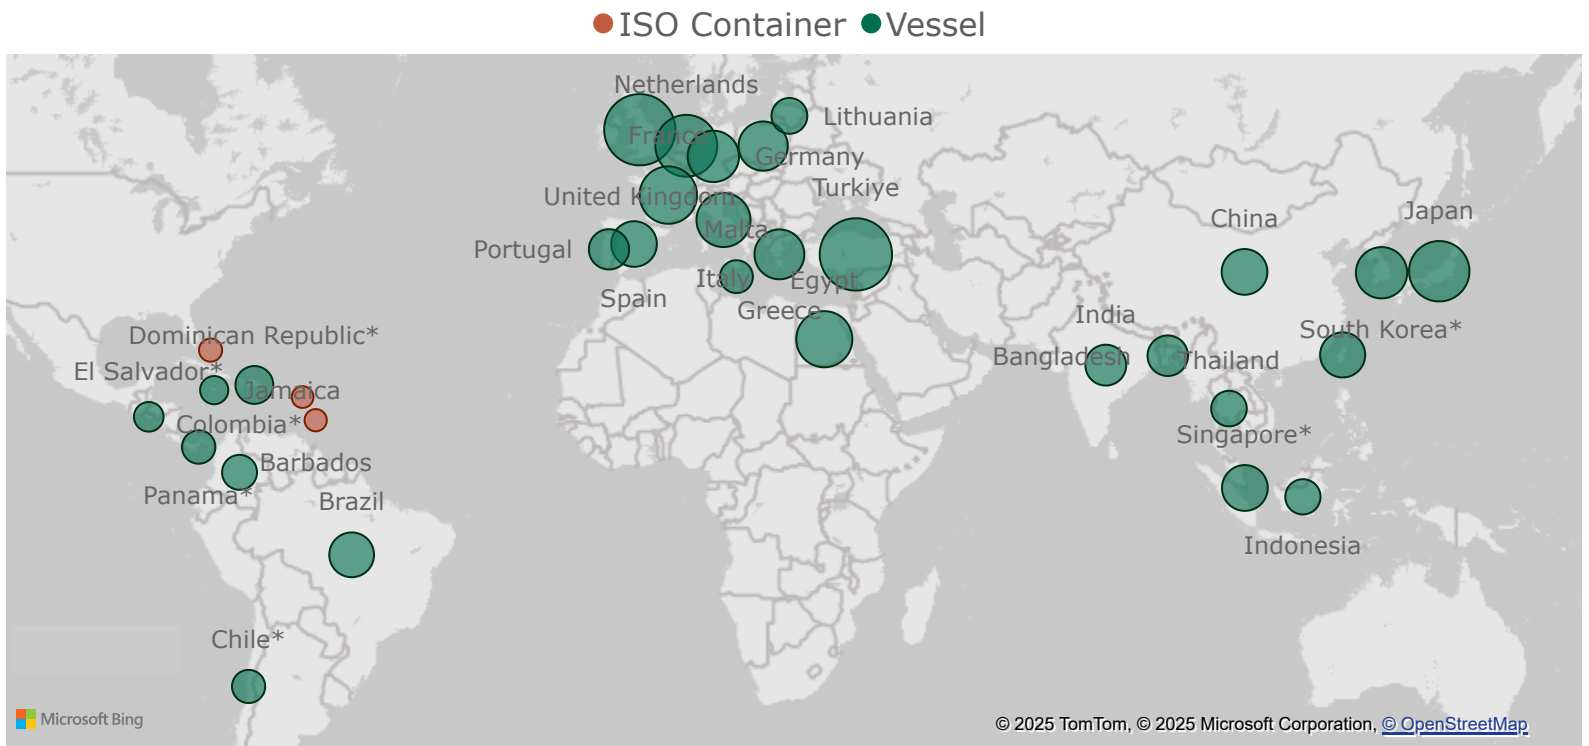 ISO Container Vessel
Netherlands
Lithuania
France
Germany
Turkiye
United Kingdom
Malta
Portugal
Italy
Egypt
Spain
Greece
China
Japan
India
South Korea*
Bangladesh
Thailand
Singapore*
Indonesia
Dominican Republic*
El Salvador*
Jamaica
Colombia*
Barbados
Panama*
Brazil
Chile*
Microsoft Bing
© 2025 TomTom, © 2025 Microsoft Corporation, © OpenStreetMap